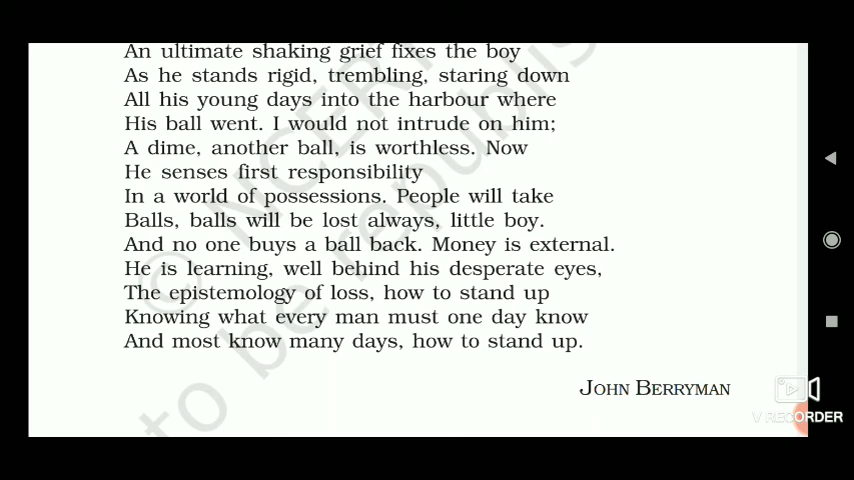 An ultimate shaking grief fixes the boy
As he stands rigid, trembling, staring down
All his young days into the harbour where
His ball went. I would not intrude on him;
A dime, another ball, is worthless. Now
He senses first responsibility
In a world of possessions. People will take
Balls, balls will be lost always, little boy.
And no one buys a ball back. Money is external.
He is learning, well behind his desperate eyes,
The epistemology of loss, how to stand up
Knowing what every man must one day know
And most know many days, how to stand up.
JOHN BERRYMAN
© NCERT
to be republis
V RECORDER